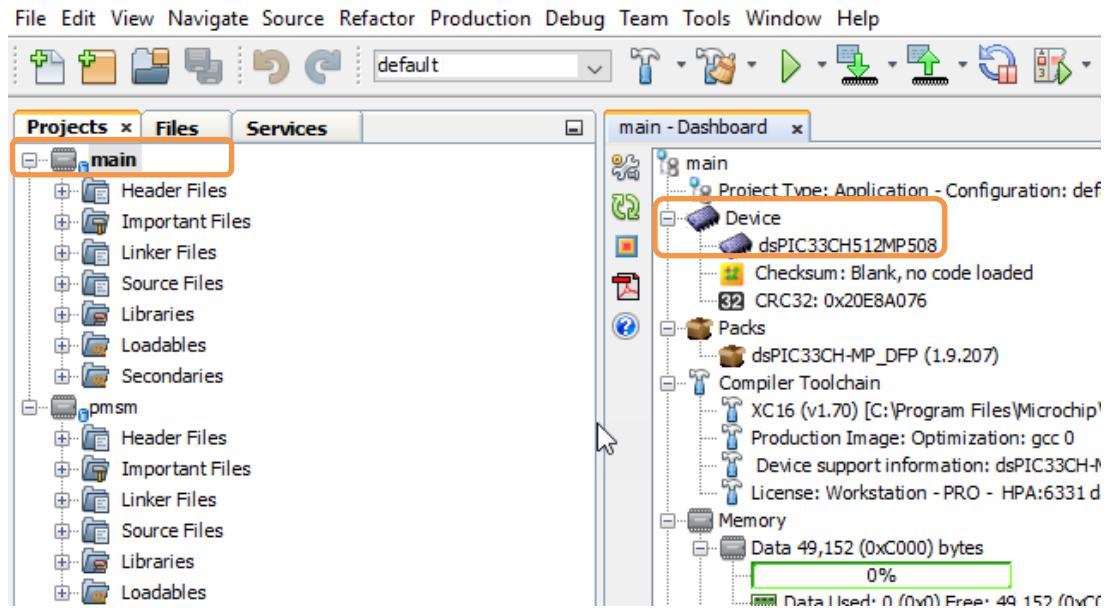 File Edit View Navigate Source Refactor Production Debug Team Tools Window Help
default
Projects × Files Services
main
Header Files
Important Files
Linker Files
Source Files
Libraries
Loadables
Secondaries
pmsm
Header Files
Important Files
Linker Files
Source Files
Libraries
Loadables
main - Dashboard ×
main
Project Type: Application - Configuration: def
Device
dsPIC33CH512MP508
Checksum: Blank, no code loaded
32 CRC32: 0x20E8A076
Packs
dsPIC33CH-MP_DFP (1.9.207)
Compiler Toolchain
XC16 (v1.70) [C:\Program Files\Microchip\
Production Image: Optimization: gcc 0
Device support information: dsPIC33CH-M
License: Workstation - PRO - HPA:6331 d
Memory
Data 49,152 (0xC000) bytes
0%
Data Used: 0 (0x0) Free: 49,152 (0xC0